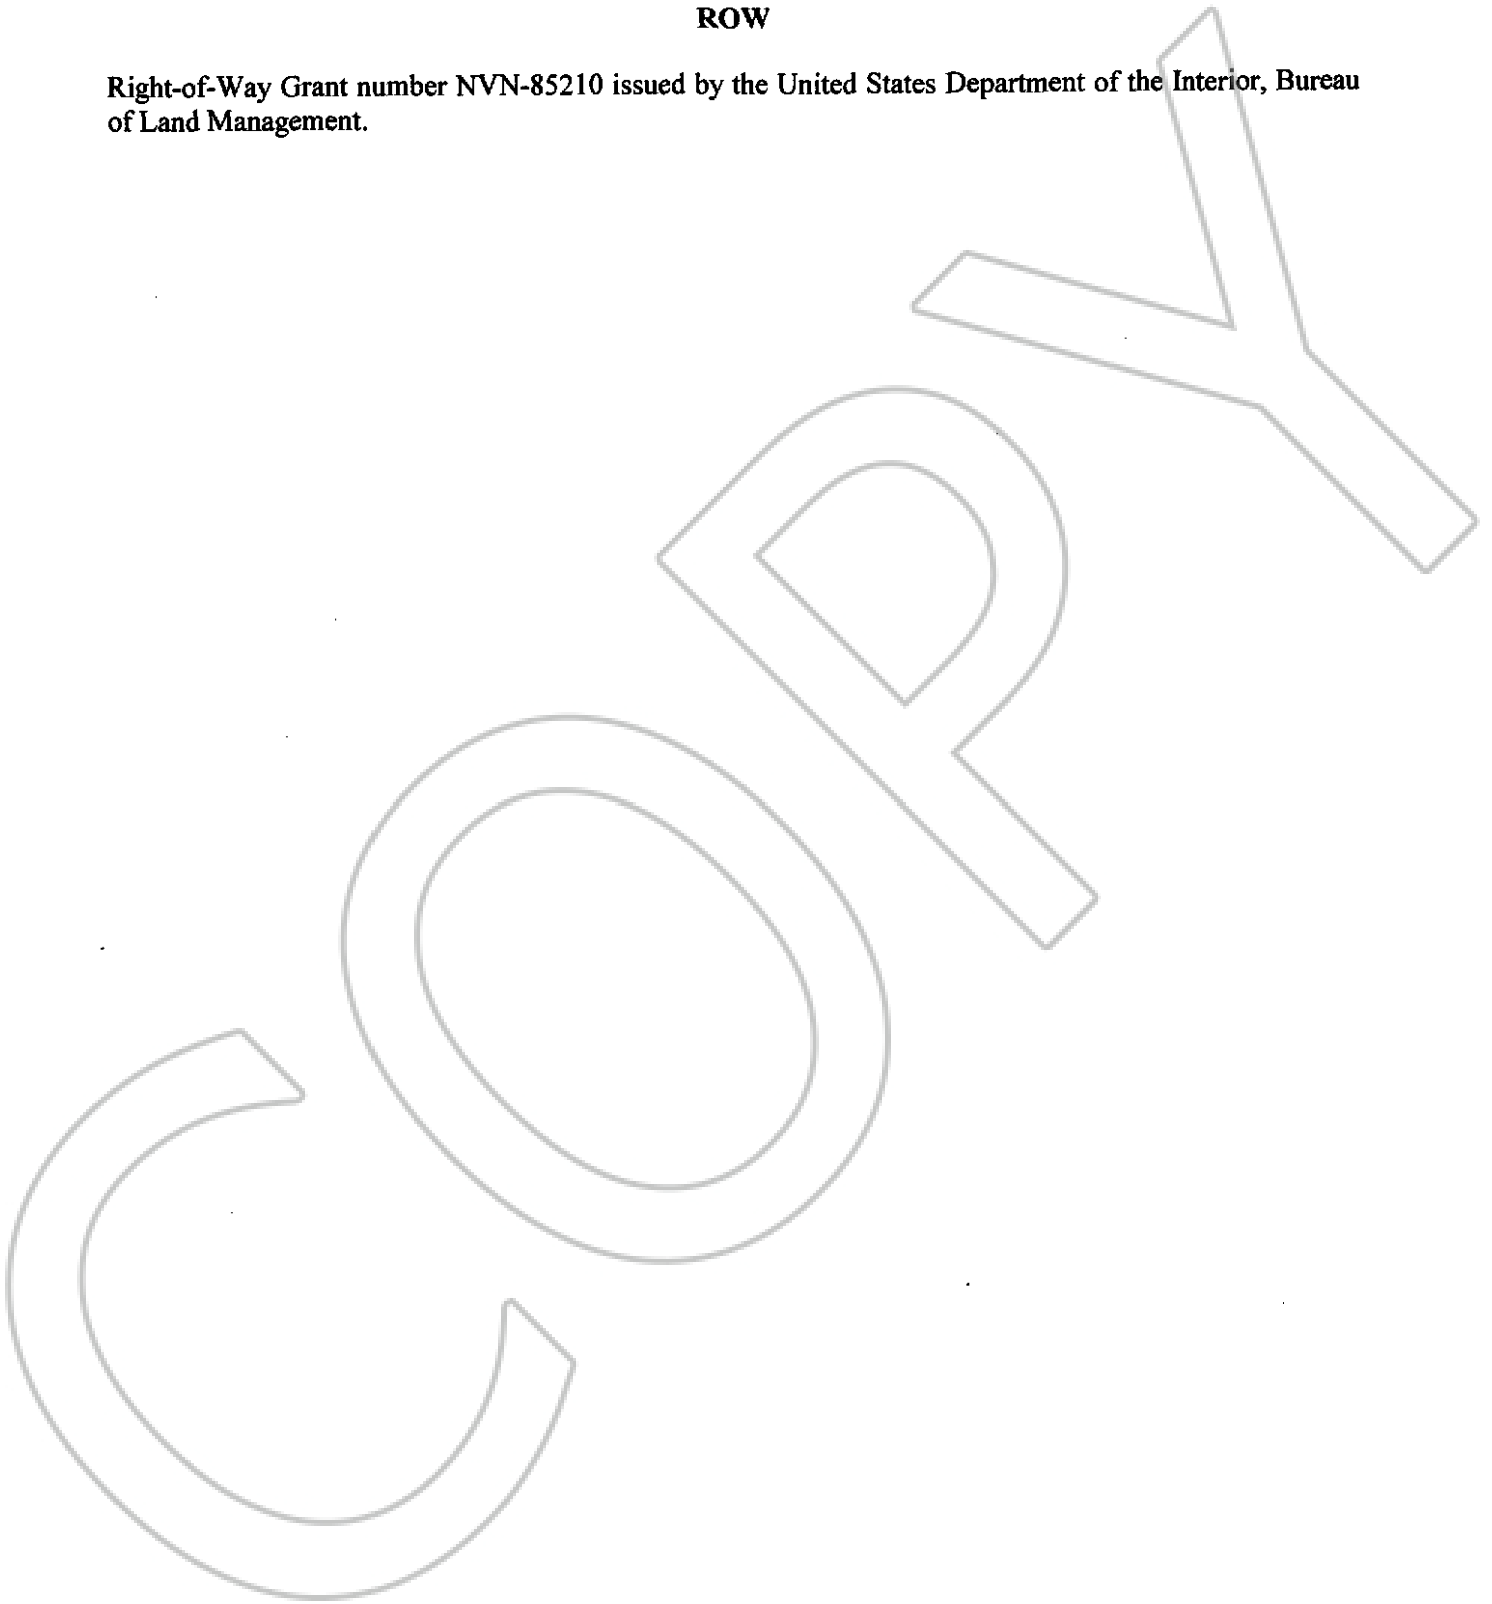 ROW
Right-of-Way Grant number NVN-85210 issued by the United States Department of the Interior, Bureau
of Land Management.
COPY